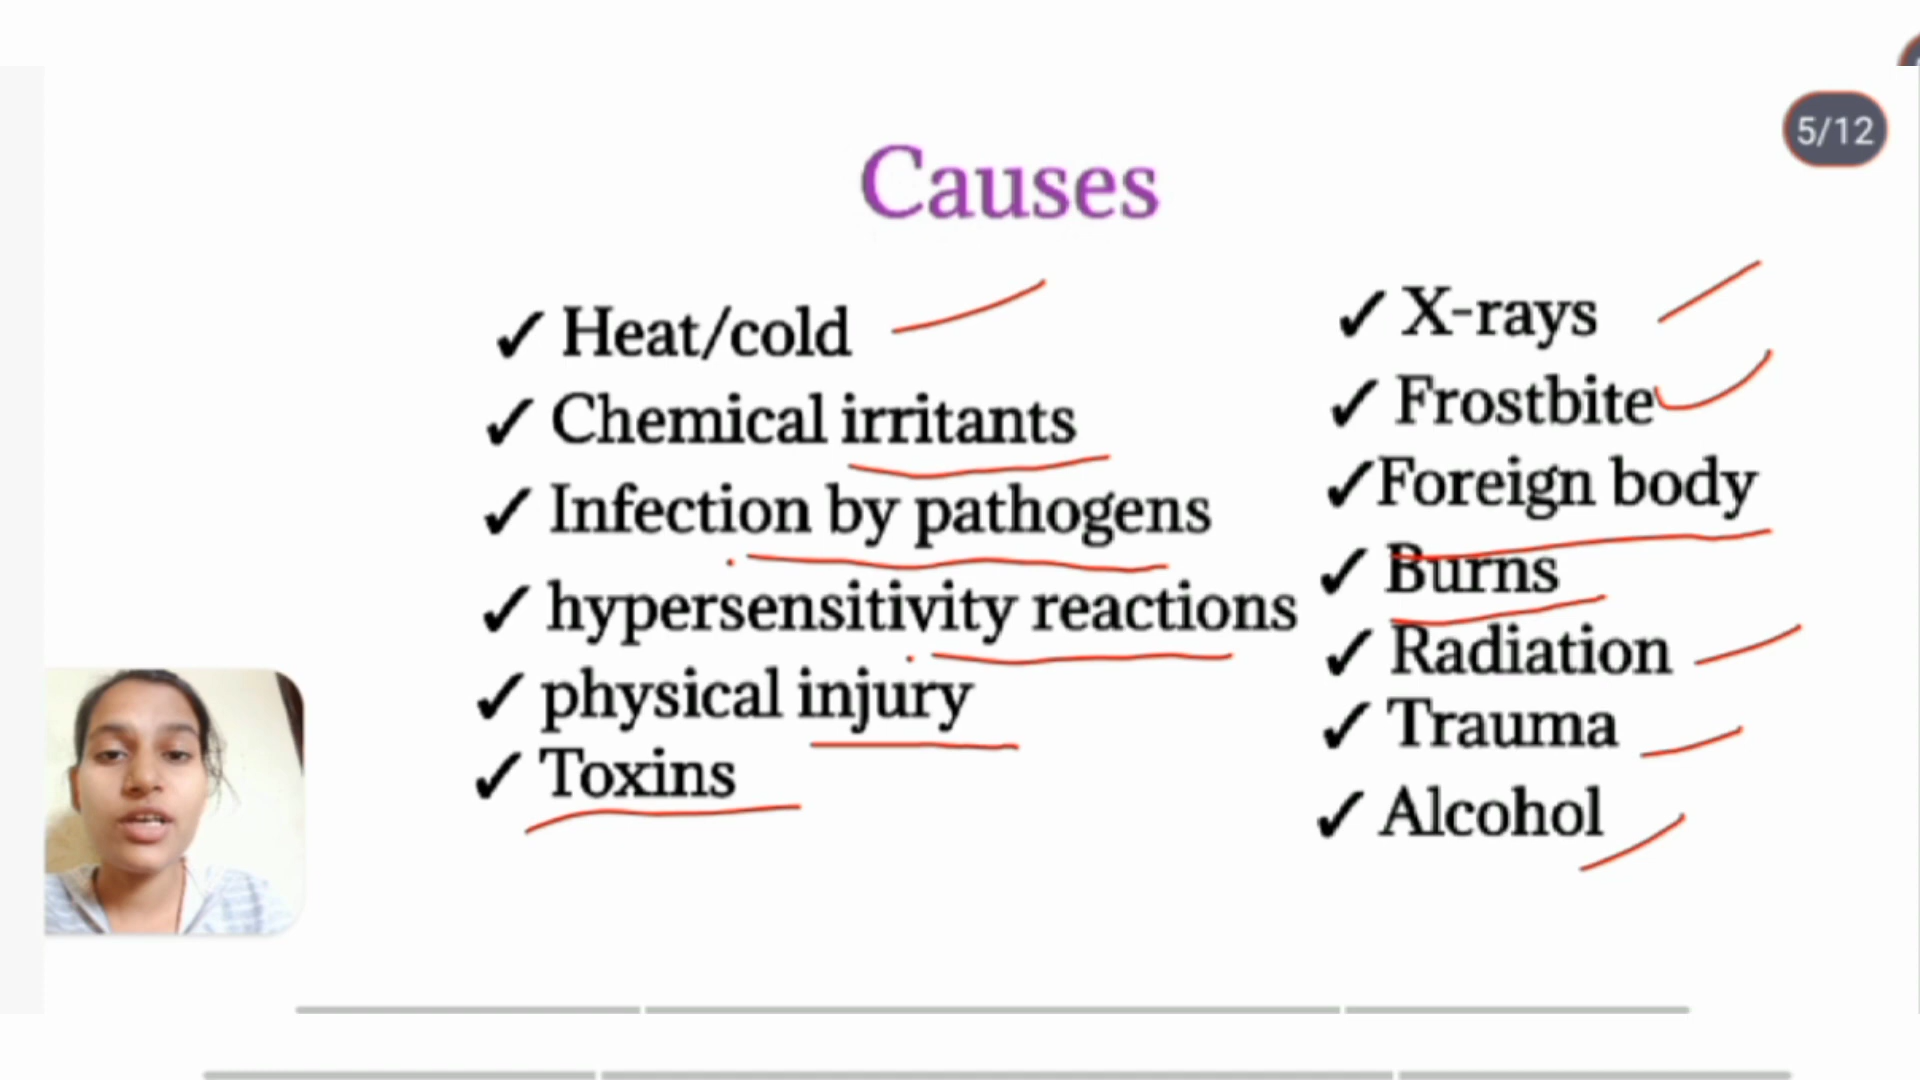 5/12
Causes
✓ Heat/cold
✓ Chemical irritants
✓ Infection by pathogens
✓ hypersensitivity reactions
✓ physical injury
✓ Toxins
✓ X-rays
✓ Frostbite
✓Foreign body
✓ Burns
✓ Radiation
✓ Trauma
✓ Alcohol